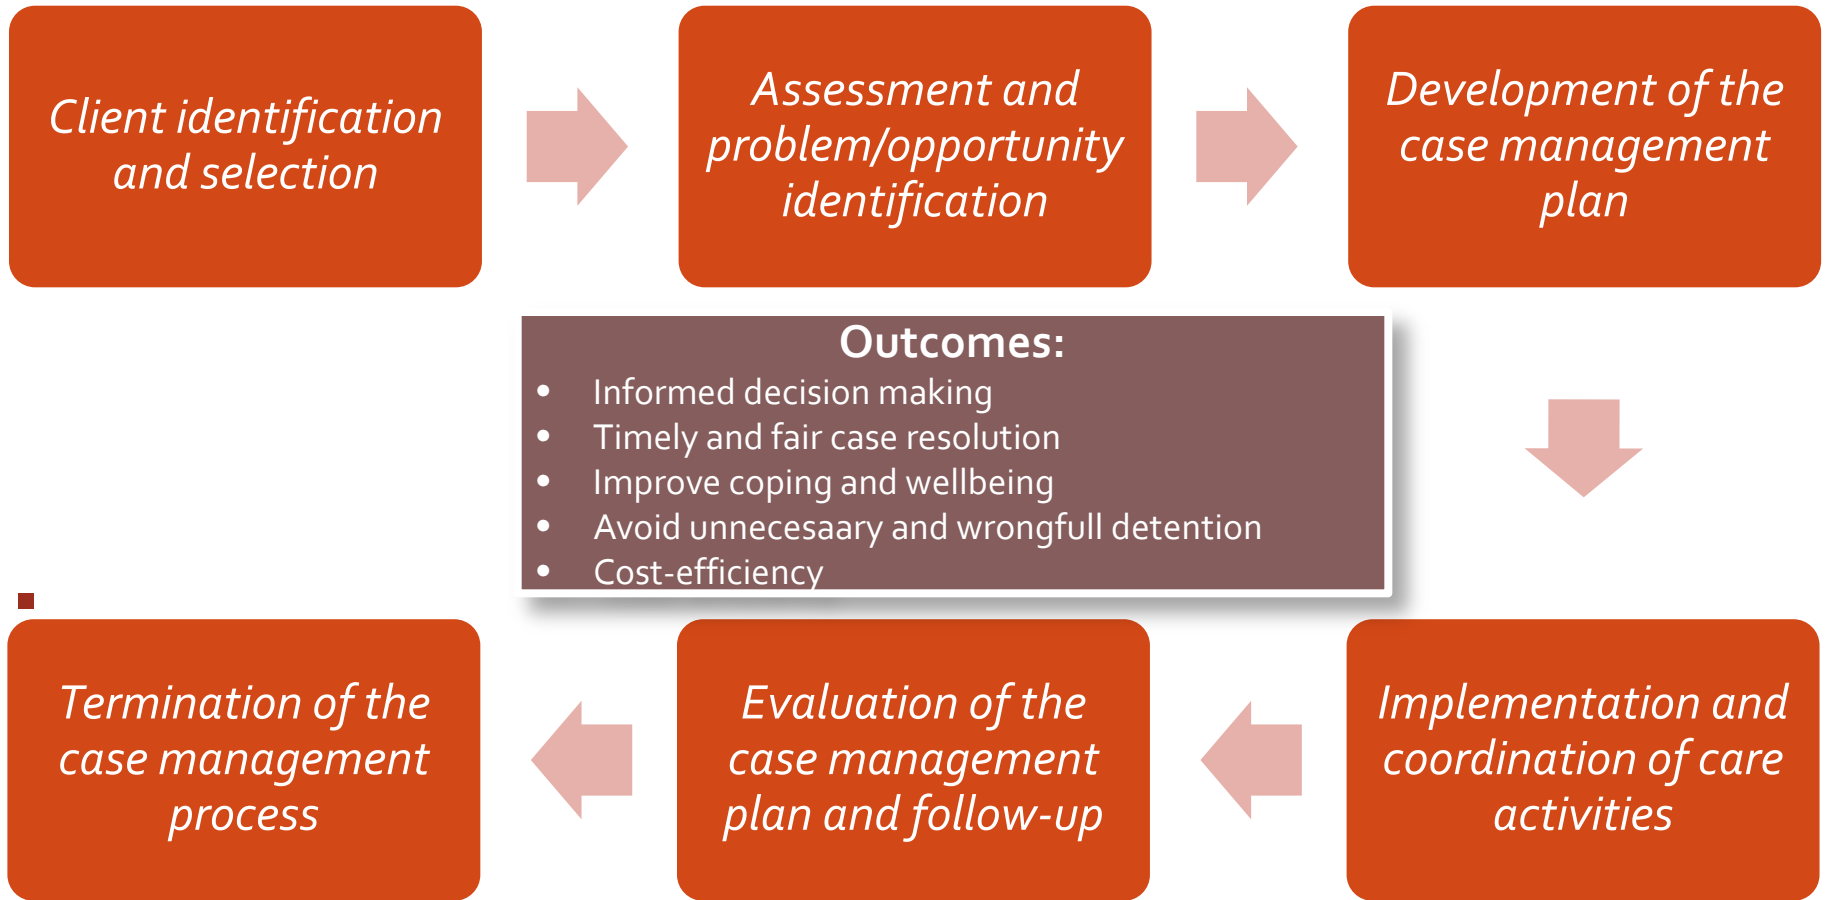 Client identification
and selection
Assessment and
problem/opportunity
identification
Development of the
case management
plan
Outcomes:
• Informed decision making
• Timely and fair case resolution
• Improve coping and wellbeing
• Avoid unnecesaary and wrongfull detention
• Cost-efficiency
Termination of the
case management
process
Evaluation of the
case management
plan and follow-up
Implementation and
coordination of care
activities